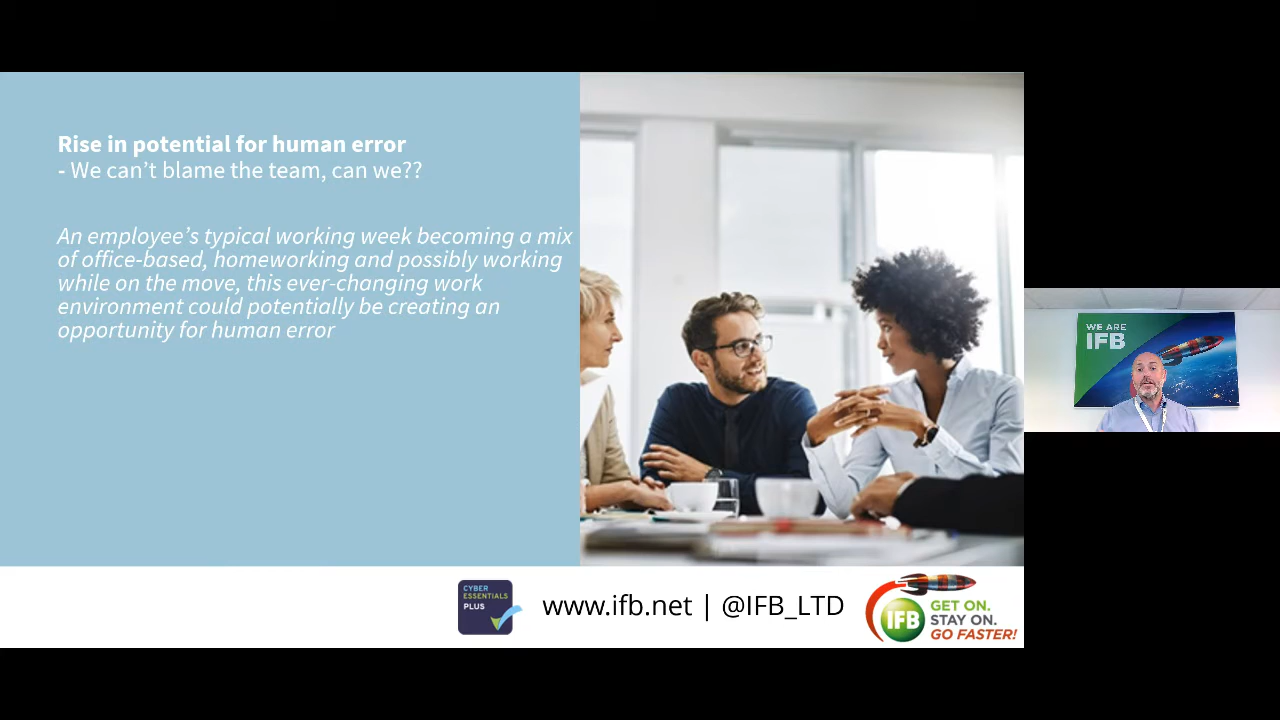 Rise in potential for human error
- We can’t blame the team, can we??
An employee’s typical working week becoming a mix
of office-based, homeworking and possibly working
while on the move, this ever-changing work
environment could potentially be creating an
opportunity for human error
WE ARE
IFB
CYBER
ESSENTIALS
PLUS
www.ifb.net | @IFB_LTD
IFB
GET ON.
STAY ON.
GO FASTER!